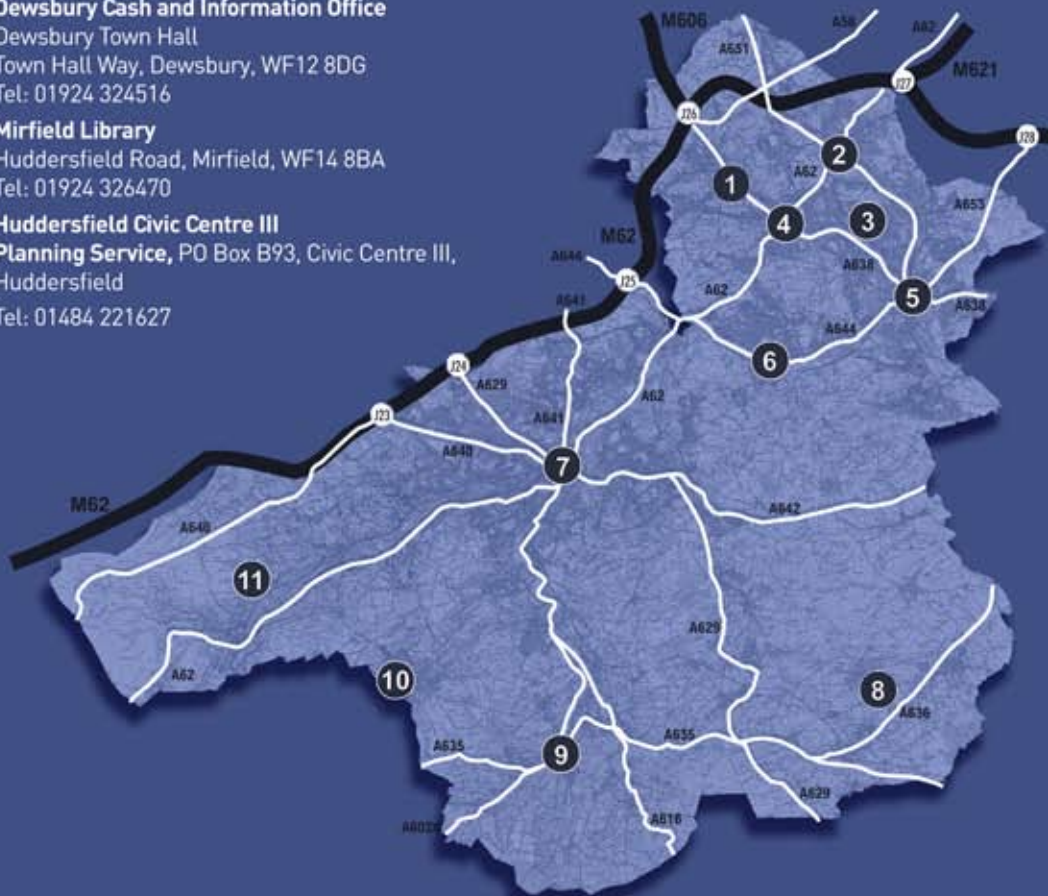 Dewsbury Cash and Information Office
Dewsbury Town Hall
Town Hall Way, Dewsbury, WF12 8DG
Tel: 01924 324516
Mirfield Library
Huddersfield Road, Mirfield, WF14 8BA
Tel: 01924 326470
Huddersfield Civic Centre III
Planning Service, PO Box B93, Civic Centre III,
Huddersfield
Tel: 01484 221627
M606
A651
A58
A62
M621
J27
J26
J28
2
A62
1
A653
4
3
M62
A644
A638
J25
A62
5
A638
A641
A644
6
J24
A629
A62
J23
A641
A640
7
M62
A642
A640
11
A629
A62
10
8
A636
A635
A635
9
A629
A616